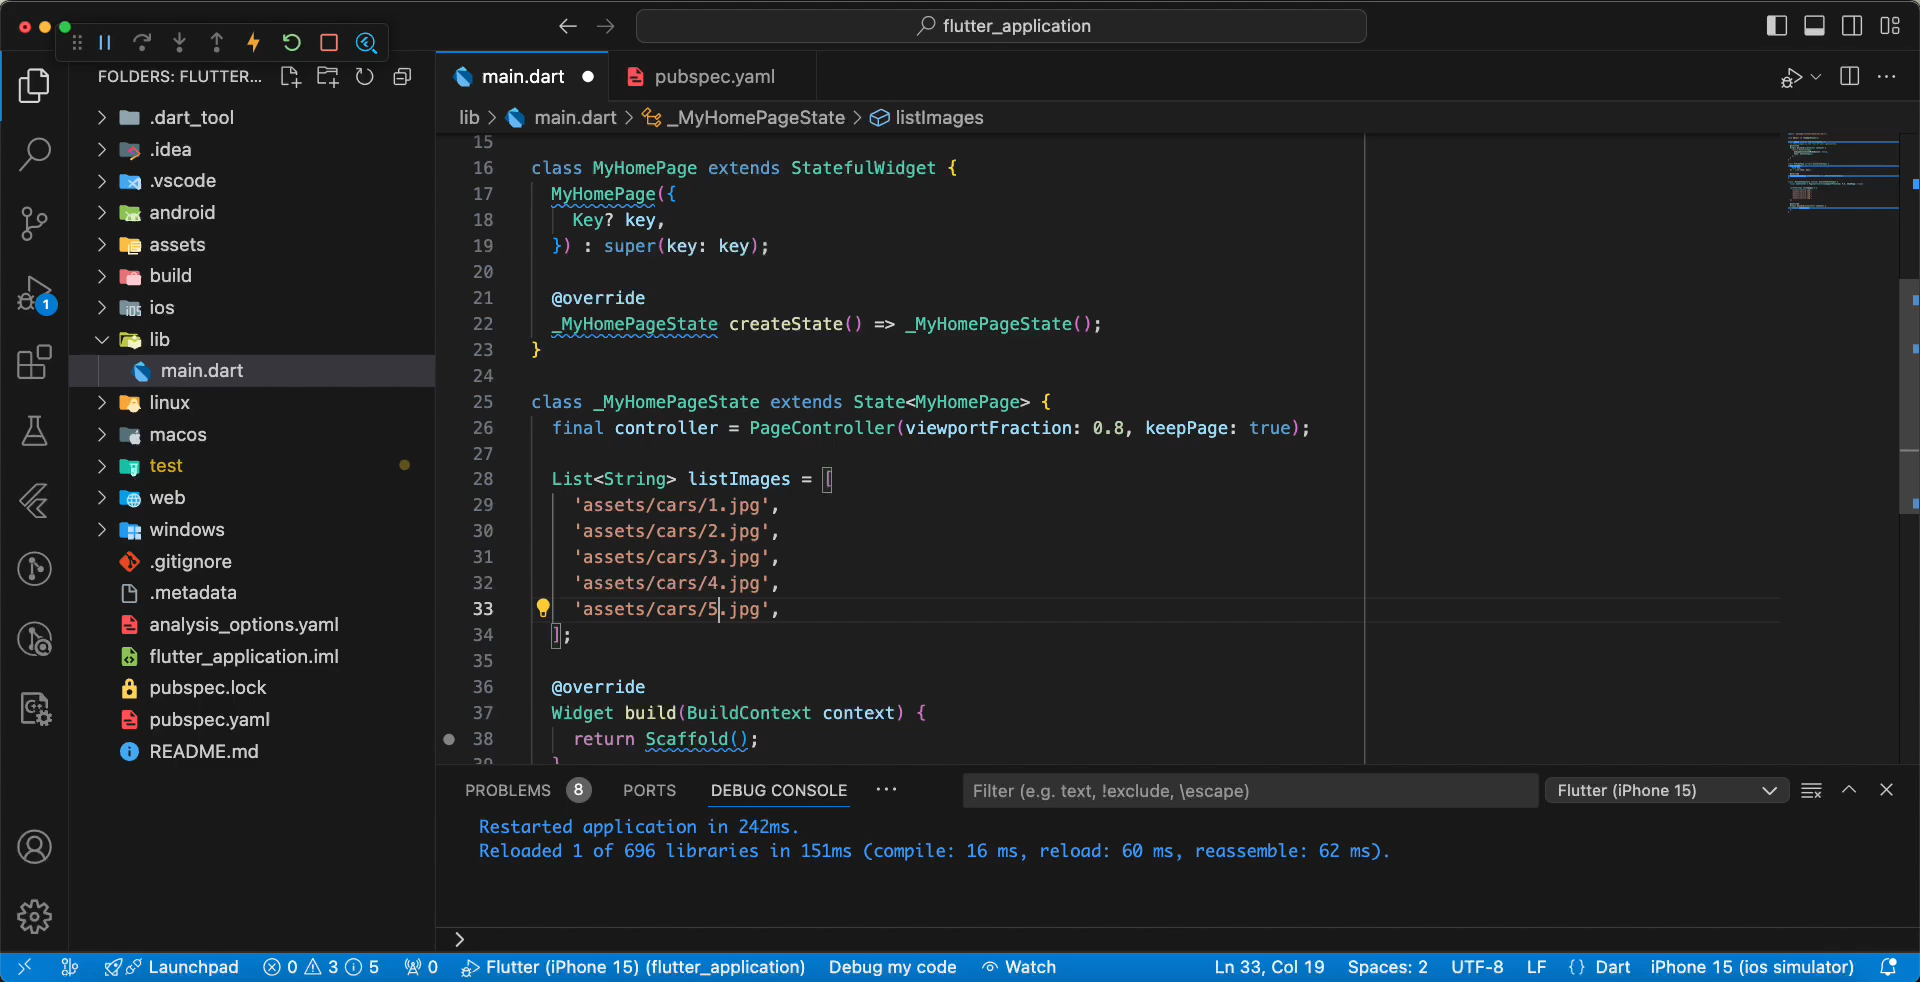 flutter_application
FOLDERS: FLUTTER...
main.dart
pubspec.yaml
lib > main.dart > _MyHomePageState > listImages
.dart_tool
.idea
.vscode
android
assets
build
ios
lib
main.dart
linux
macos
test
web
windows
.gitignore
.metadata
analysis_options.yaml
flutter_application.iml
pubspec.lock
pubspec.yaml
README.md
1
15
16 class MyHomePage extends StatefulWidget {
17 MyHomePage({
18 Key? key,
19 }) : super(key: key);
20
21 @override
22 _MyHomePageState createState() => _MyHomePageState();
23 }
24
25 class _MyHomePageState extends State<MyHomePage> {
26 final controller = PageController(viewportFraction: 0.8, keepPage: true);
27
28 List<String> listImages = [
29 'assets/cars/1.jpg',
30 'assets/cars/2.jpg',
31 'assets/cars/3.jpg',
32 'assets/cars/4.jpg',
33 'assets/cars/5.jpg',
34 ];
35
36 @override
37 Widget build(BuildContext context) {
38 return Scaffold();
39 }
PROBLEMS 8 PORTS DEBUG CONSOLE ... Filter (e.g. text, !exclude, \escape) Flutter (iPhone 15)
Restarted application in 242ms.
Reloaded 1 of 696 libraries in 151ms (compile: 16 ms, reload: 60 ms, reassemble: 62 ms).
>
Launchpad 0 3 5 0 Flutter (iPhone 15) (flutter_application) Debug my code Watch Ln 33, Col 19 Spaces: 2 UTF-8 LF {} Dart iPhone 15 (ios simulator)